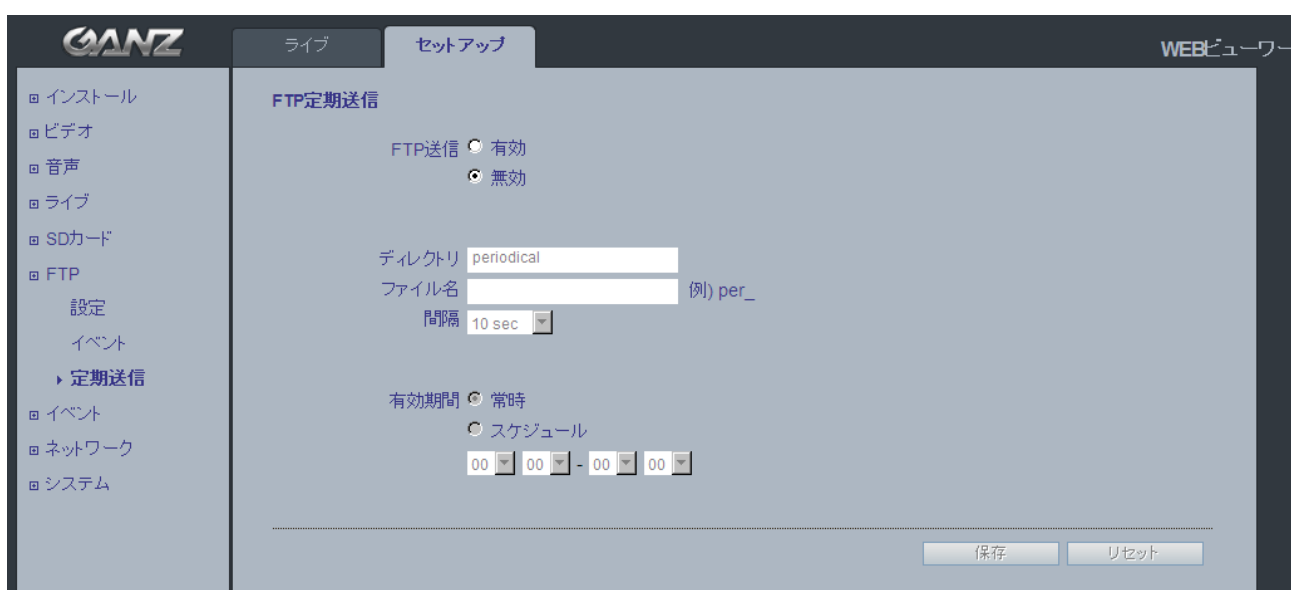 GANZ
ライブ
セットアップ
WEBビューワー
インストール
ビデオ
音声
ライブ
SDカード
FTP
設定
イベント
定期送信
イベント
ネットワーク
システム
FTP定期送信
FTP送信 有効
無効
ディレクトリ periodical
ファイル名 例) per_
間隔 10 sec
有効期間 常時
スケジュール
00 00 - 00 00
保存 リセット